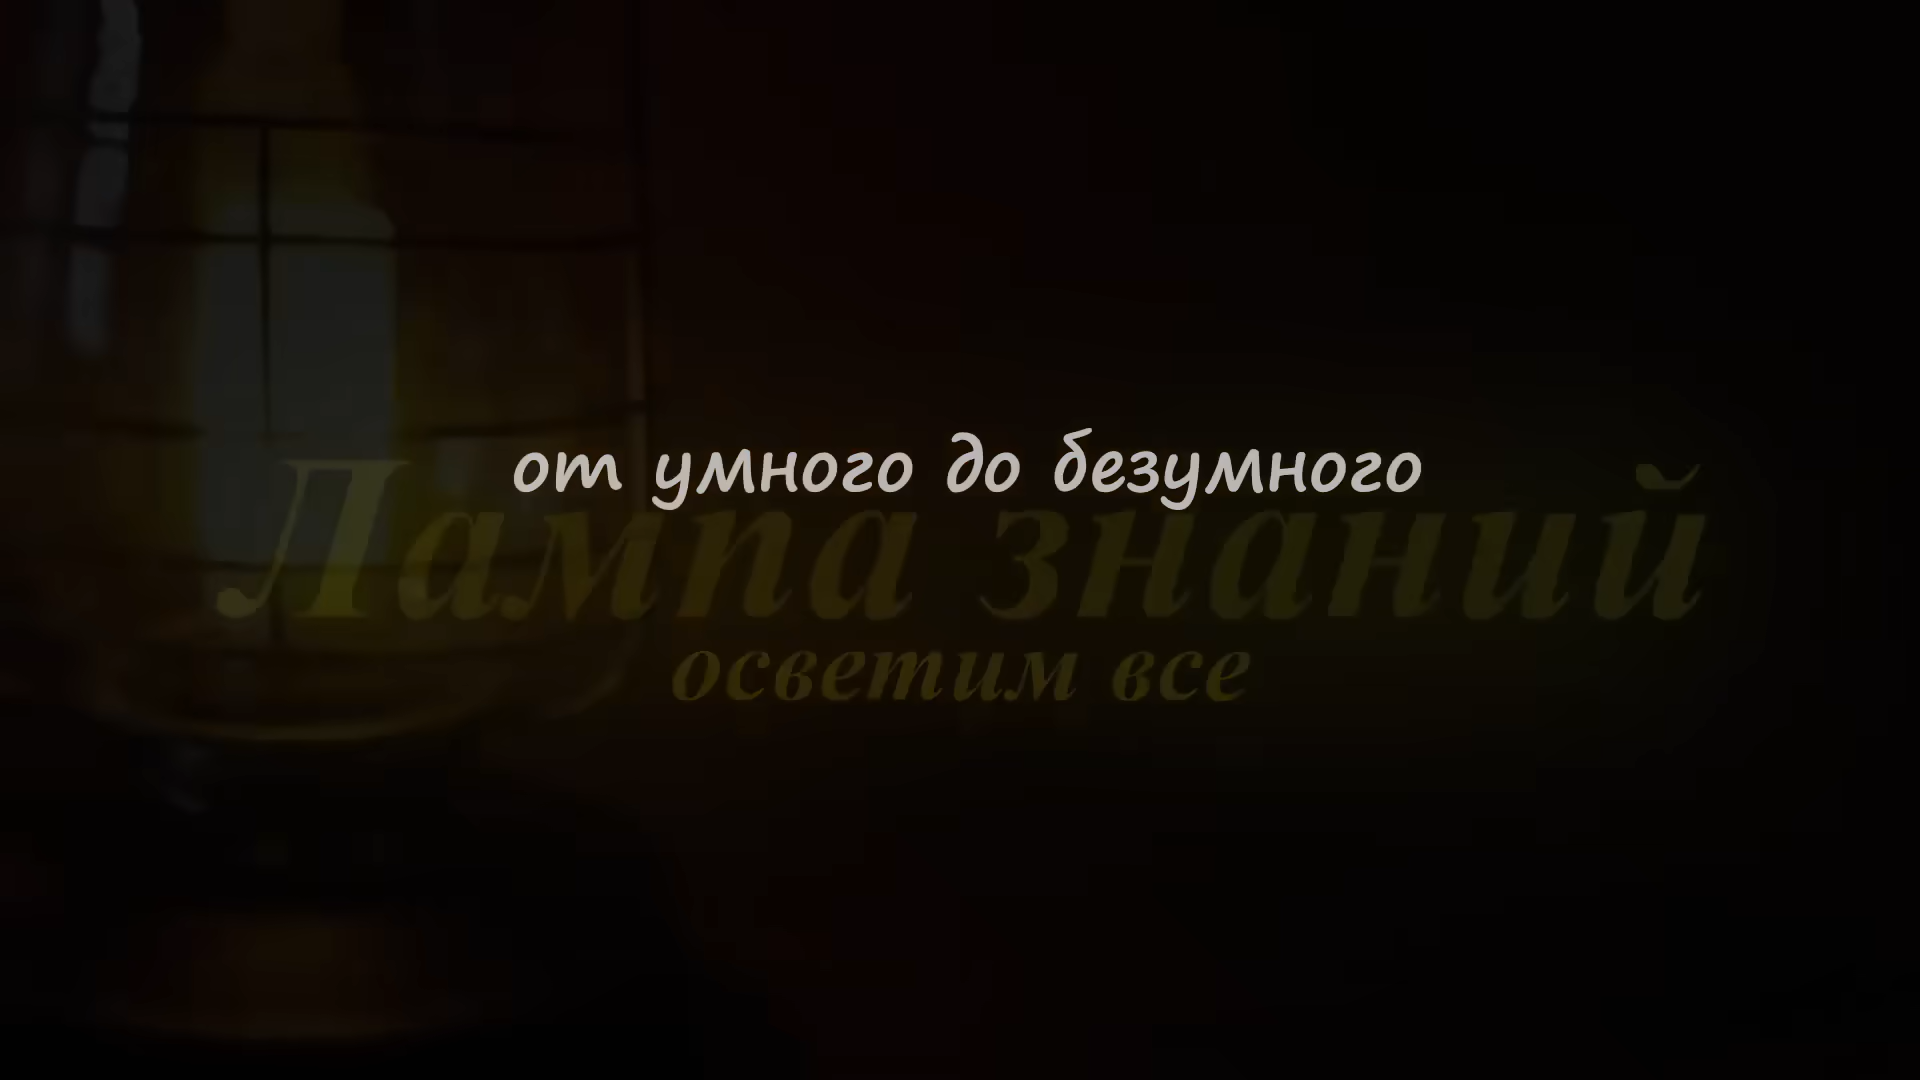 от умного до безумного
Лампа знаний
осветим все